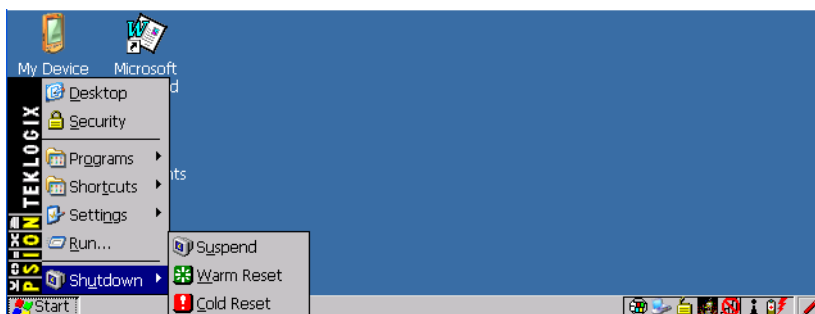 My Device
Microsoft
d
Desktop
Security
Programs
nts
Shortcuts
Settings
Run...
Shutdown
Suspend
Warm Reset
Cold Reset
PSION TEKLOGIX
Start